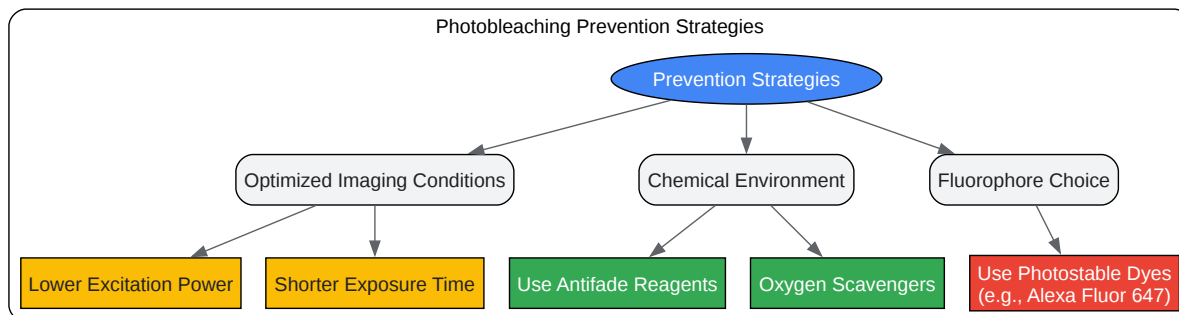 Photobleaching Prevention Strategies
Prevention Strategies
Optimized Imaging Conditions
Chemical Environment
Fluorophore Choice
Lower Excitation Power
Shorter Exposure Time
Use Antifade Reagents
Oxygen Scavengers
Use Photostable Dyes
(e.g., Alexa Fluor 647)